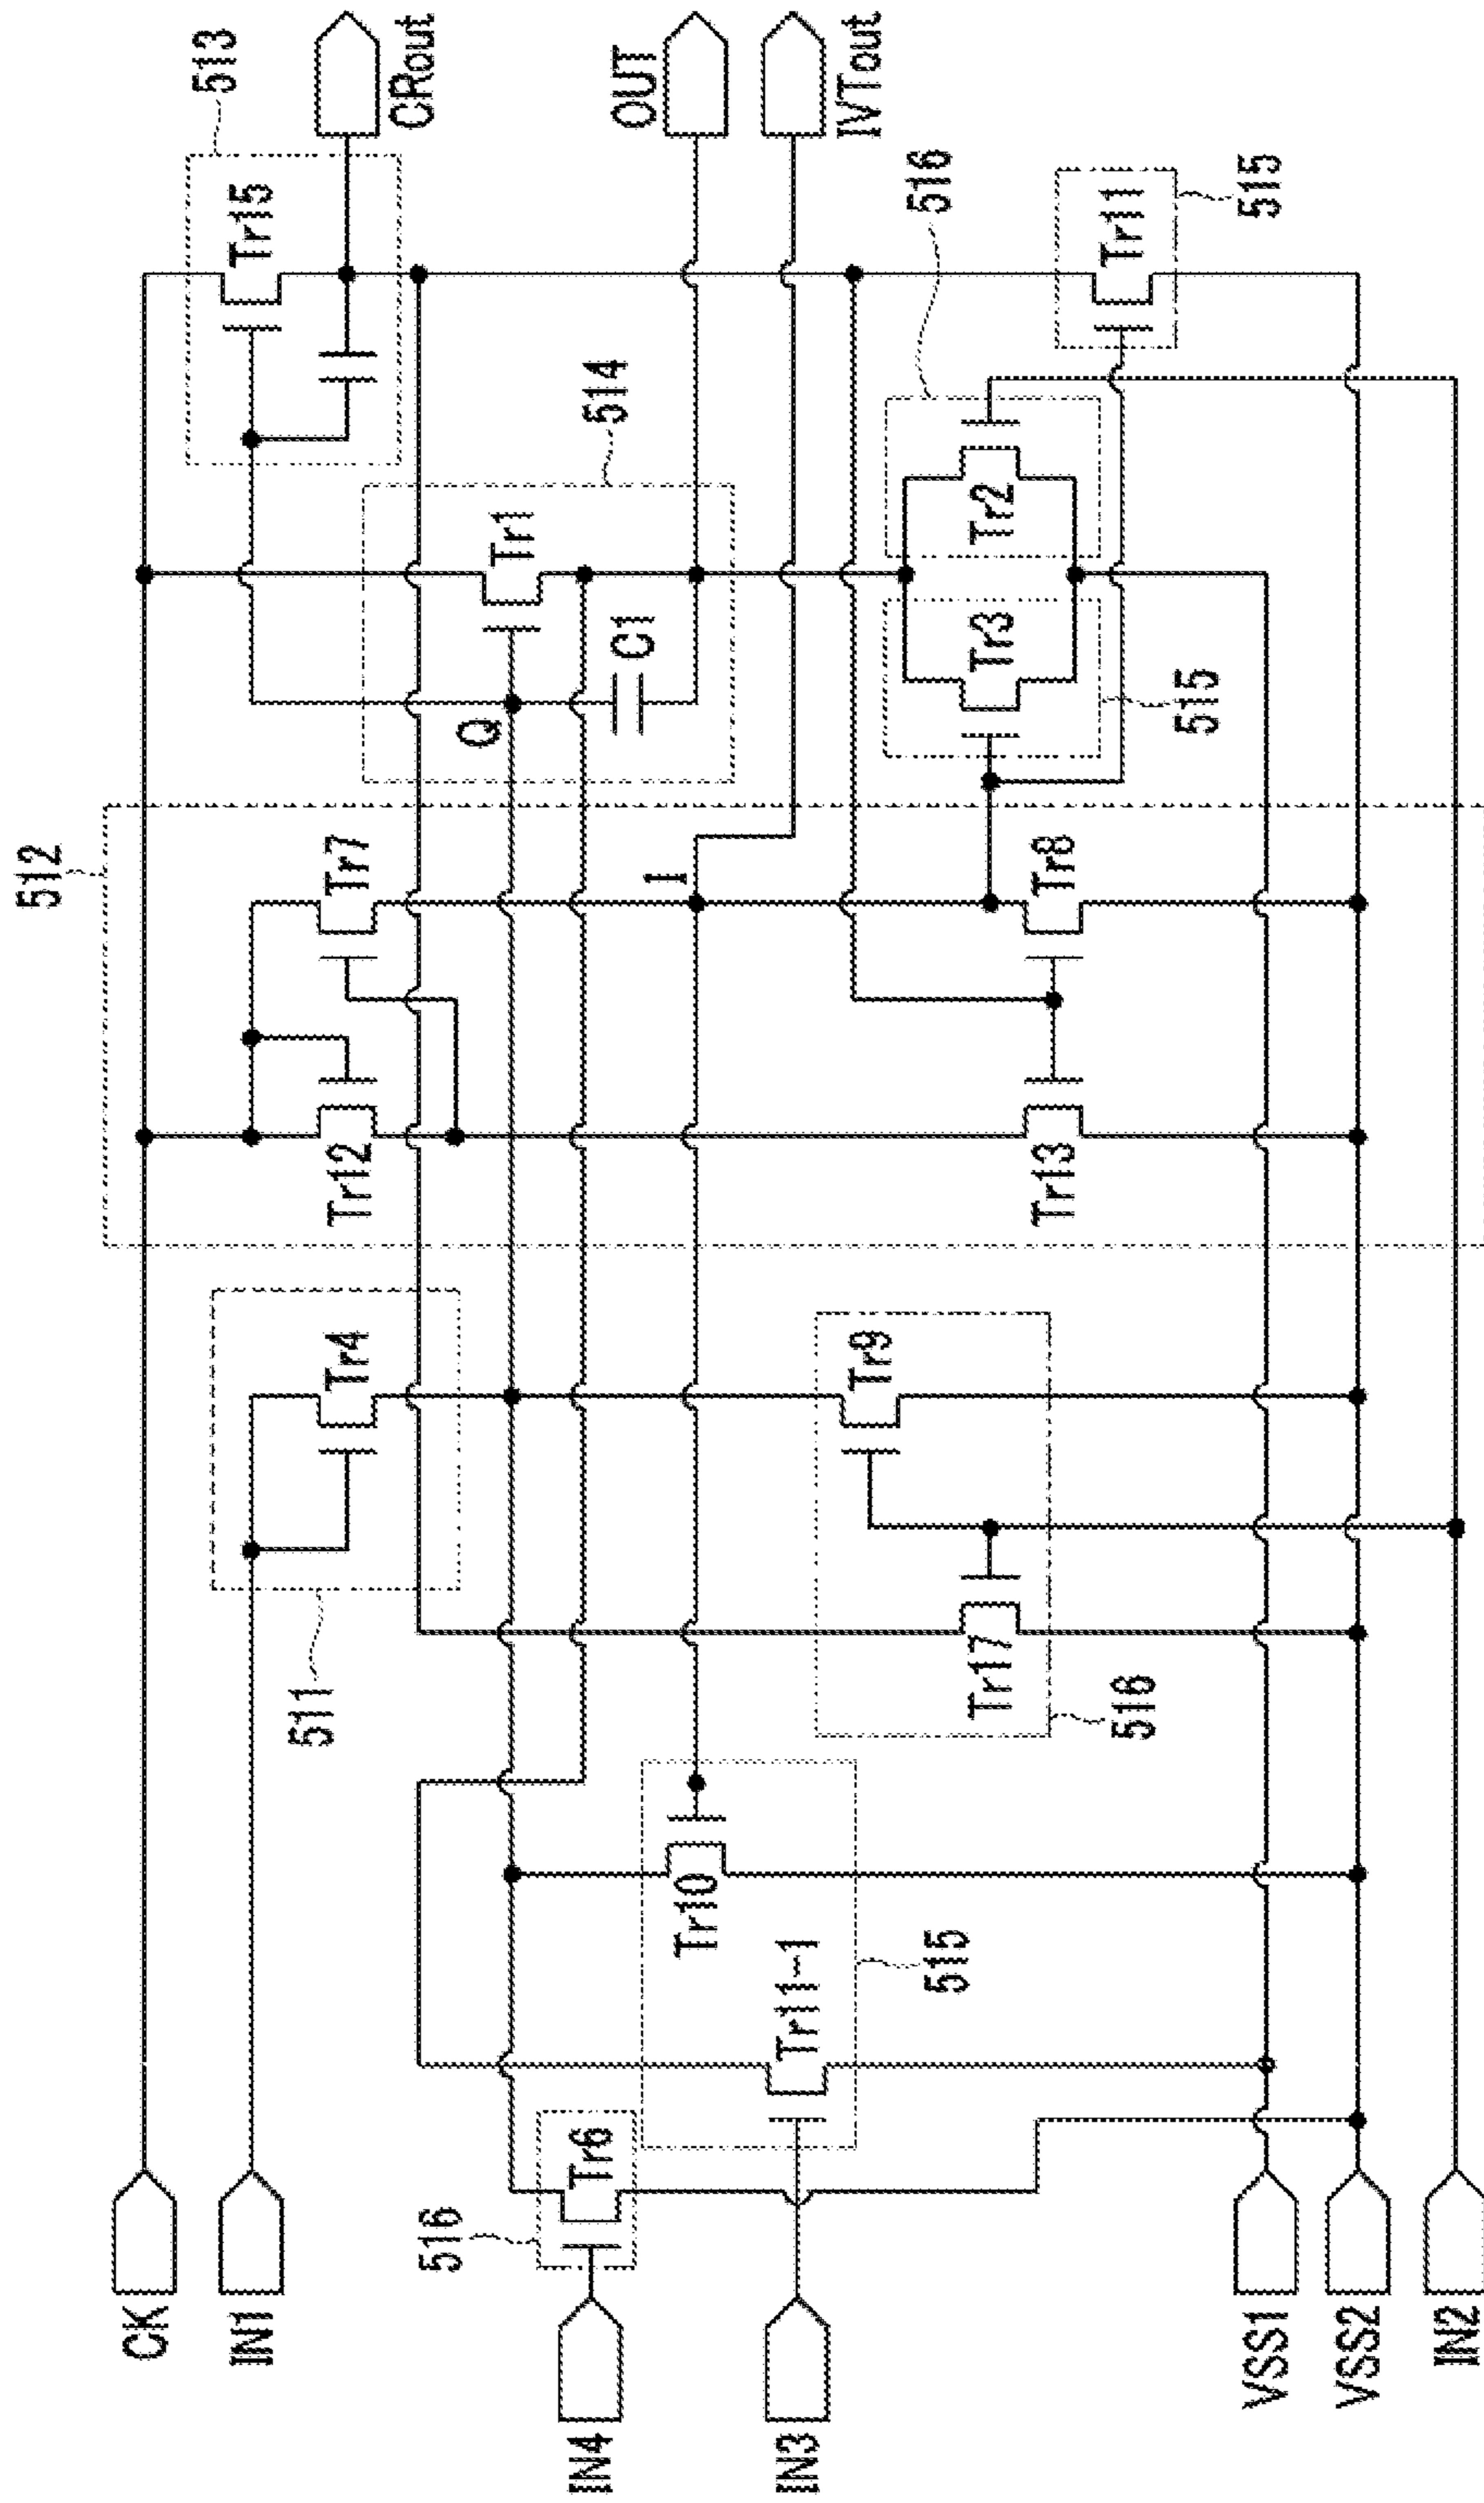 512
CK
513
IN1
Tr15
511
Tr4
Tr12
Tr7
CRout
516
Q
Tr1
IN4
Tr6
514
C1
OUT
I
Tr10
IN3
Tr11-1
IVTout
Tr9
515
516
Tr17
Tr3
Tr2
Tr13
Tr8
Tr11
516
515
515
VSS1
VSS2
IN2